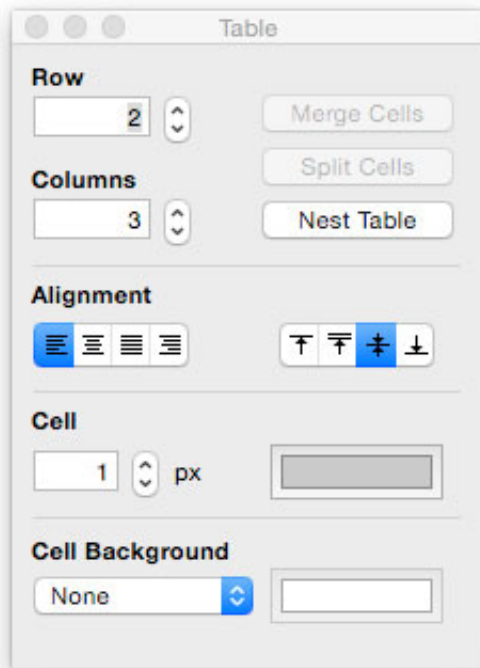 Table
Row
2
Merge Cells
Split Cells
Columns
3
Nest Table
Alignment
Cell
1 px
Cell Background
None